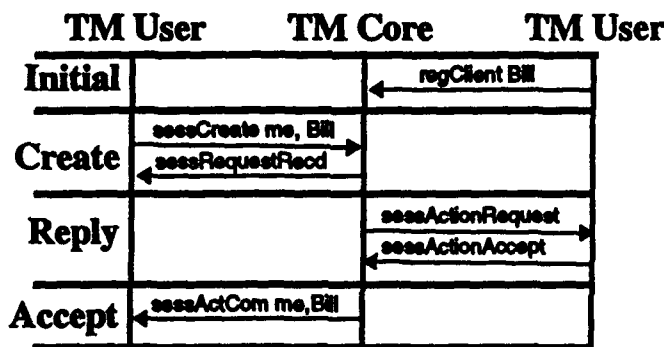 TM User TM Core TM User
Initial
regClient Bill
Create
sessCreate me, Bill
sessRequestRecd
Reply
sessActionRequest
sessActionAccept
Accept
sessActCom me,Bill